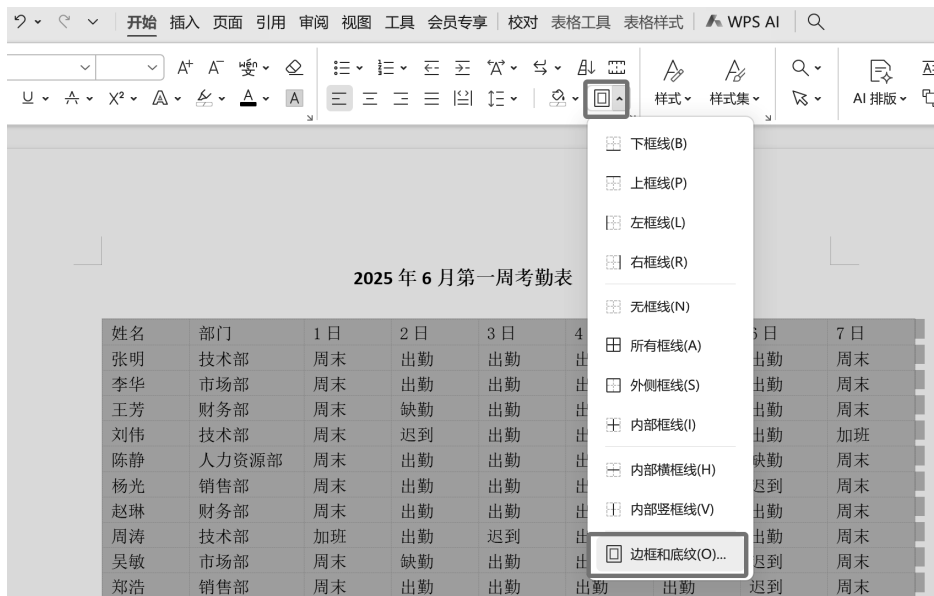 开始 插入 页面 引用 审阅 视图 工具 会员专享 校对 表格工具 表格样式 WPS AI
A+ A- wén
U A X² A A A 样式 样式集 AI 排版
下框线(B)
上框线(P)
左框线(L)
右框线(R)
无框线(N)
所有框线(A)
外侧框线(S)
内部框线(I)
内部横框线(H)
内部竖框线(V)
边框和底纹(O)...
2025 年 6 月第一周考勤表
姓名 部门 1 日 2 日 3 日 4 日 7 日
张明 技术部 周末 出勤 出勤 出勤 周末
李华 市场部 周末 出勤 出勤 出勤 周末
王芳 财务部 周末 缺勤 出勤 出勤 周末
刘伟 技术部 周末 迟到 出勤 出勤 加班
陈静 人力资源部 周末 出勤 出勤 缺勤 周末
杨光 销售部 周末 出勤 出勤 迟到 周末
赵琳 财务部 周末 出勤 出勤 出勤 周末
周涛 技术部 加班 出勤 迟到 出勤 周末
吴敏 市场部 周末 缺勤 出勤 迟到 周末
郑浩 销售部 周末 出勤 出勤 出勤 出勤 迟到 周末